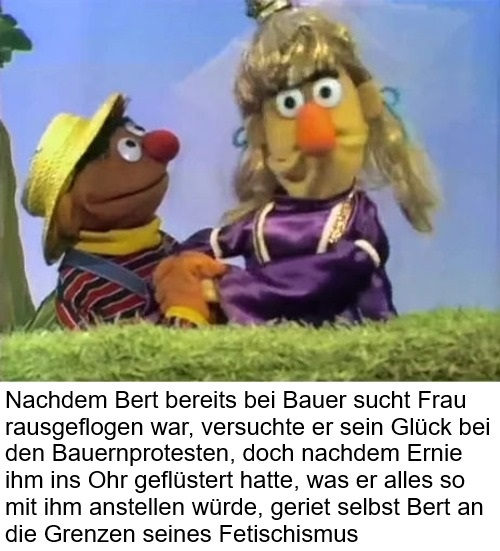 Nachdem Bert bereits bei Bauer sucht Frau
rausgeflogen war, versuchte er sein Glück bei
den Bauernprotesten, doch nachdem Ernie
ihm ins Ohr geflüstert hatte, was er alles so
mit ihm anstellen würde, geriet selbst Bert an
die Grenzen seines Fetischismus